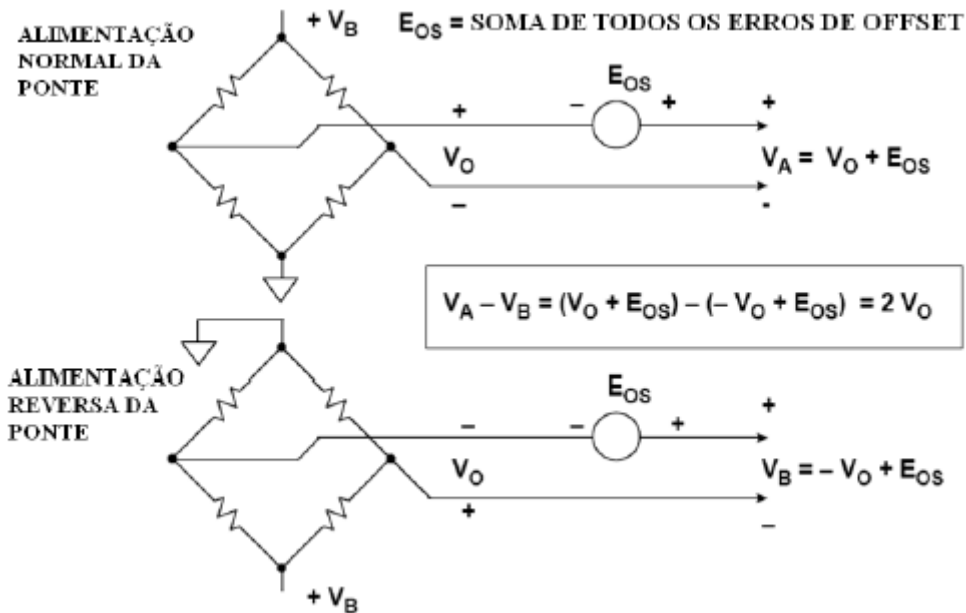 + V_B
E_OS = SOMA DE TODOS OS ERROS DE OFFSET
ALIMENTAÇÃO
NORMAL DA
PONTE
E_OS
+
–
+
+
V_O
V_A = V_O + E_OS
–
-
V_A – V_B = (V_O + E_OS) – (– V_O + E_OS) = 2 V_O
ALIMENTAÇÃO
REVERSA DA
PONTE
E_OS
–
–
+
+
V_O
V_B = – V_O + E_OS
+
–
+ V_B